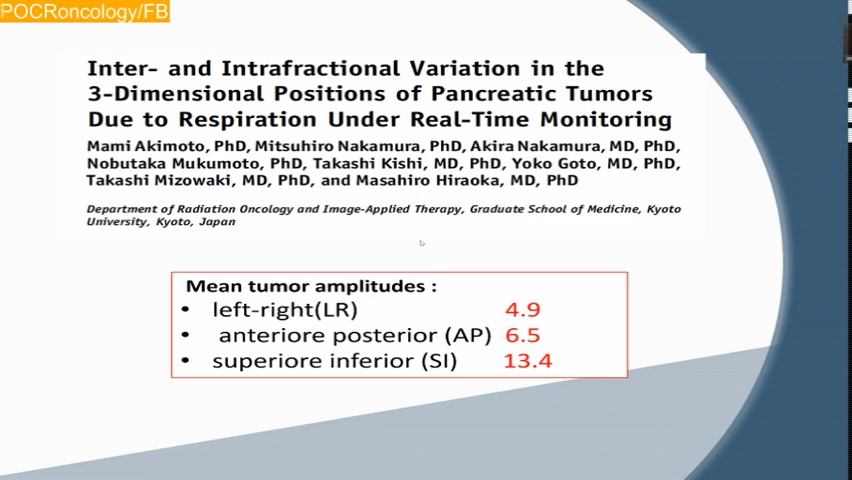 POCRoncology/FB
Inter- and Intrafractional Variation in the
3-Dimensional Positions of Pancreatic Tumors
Due to Respiration Under Real-Time Monitoring
Mami Akimoto, PhD, Mitsuhiro Nakamura, PhD, Akira Nakamura, MD, PhD,
Nobutaka Mukumoto, PhD, Takashi Kishi, MD, PhD, Yoko Goto, MD, PhD,
Takashi Mizowaki, MD, PhD, and Masahiro Hiraoka, MD, PhD
Department of Radiation Oncology and Image-Applied Therapy, Graduate School of Medicine, Kyoto
University, Kyoto, Japan
Mean tumor amplitudes :
• left-right(LR) 4.9
• anteriore posterior (AP) 6.5
• superiore inferior (SI) 13.4